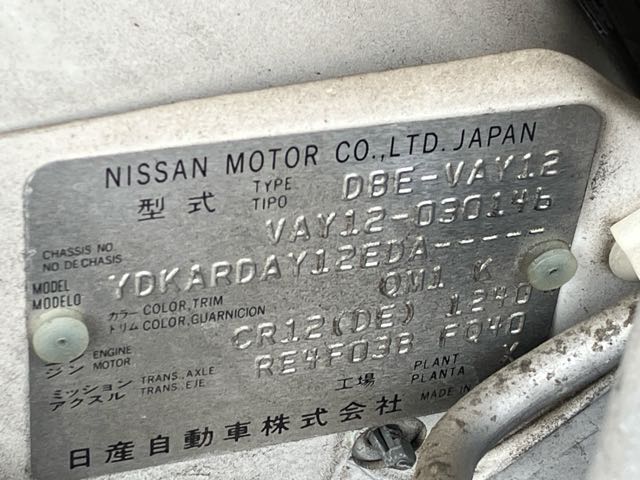 NISSAN MOTOR CO.,LTD. JAPAN
型式 TYPE TIPO DBE-VAY12
CHASSIS NO. NO. DE CHASIS VAY12-030146
MODEL MODELO YDKARDAY12EDA-----
カラー COLOR, TRIM トリム COLOR, GUARNICION QM1 K
ジン ENGINE MOTOR CR12(DE) 1240
ミッション アクスル TRANS., AXLE TRANS., EJE RE4F03B FQ40
工場 PLANT PLANTA
日産自動車株式会社 MADE IN